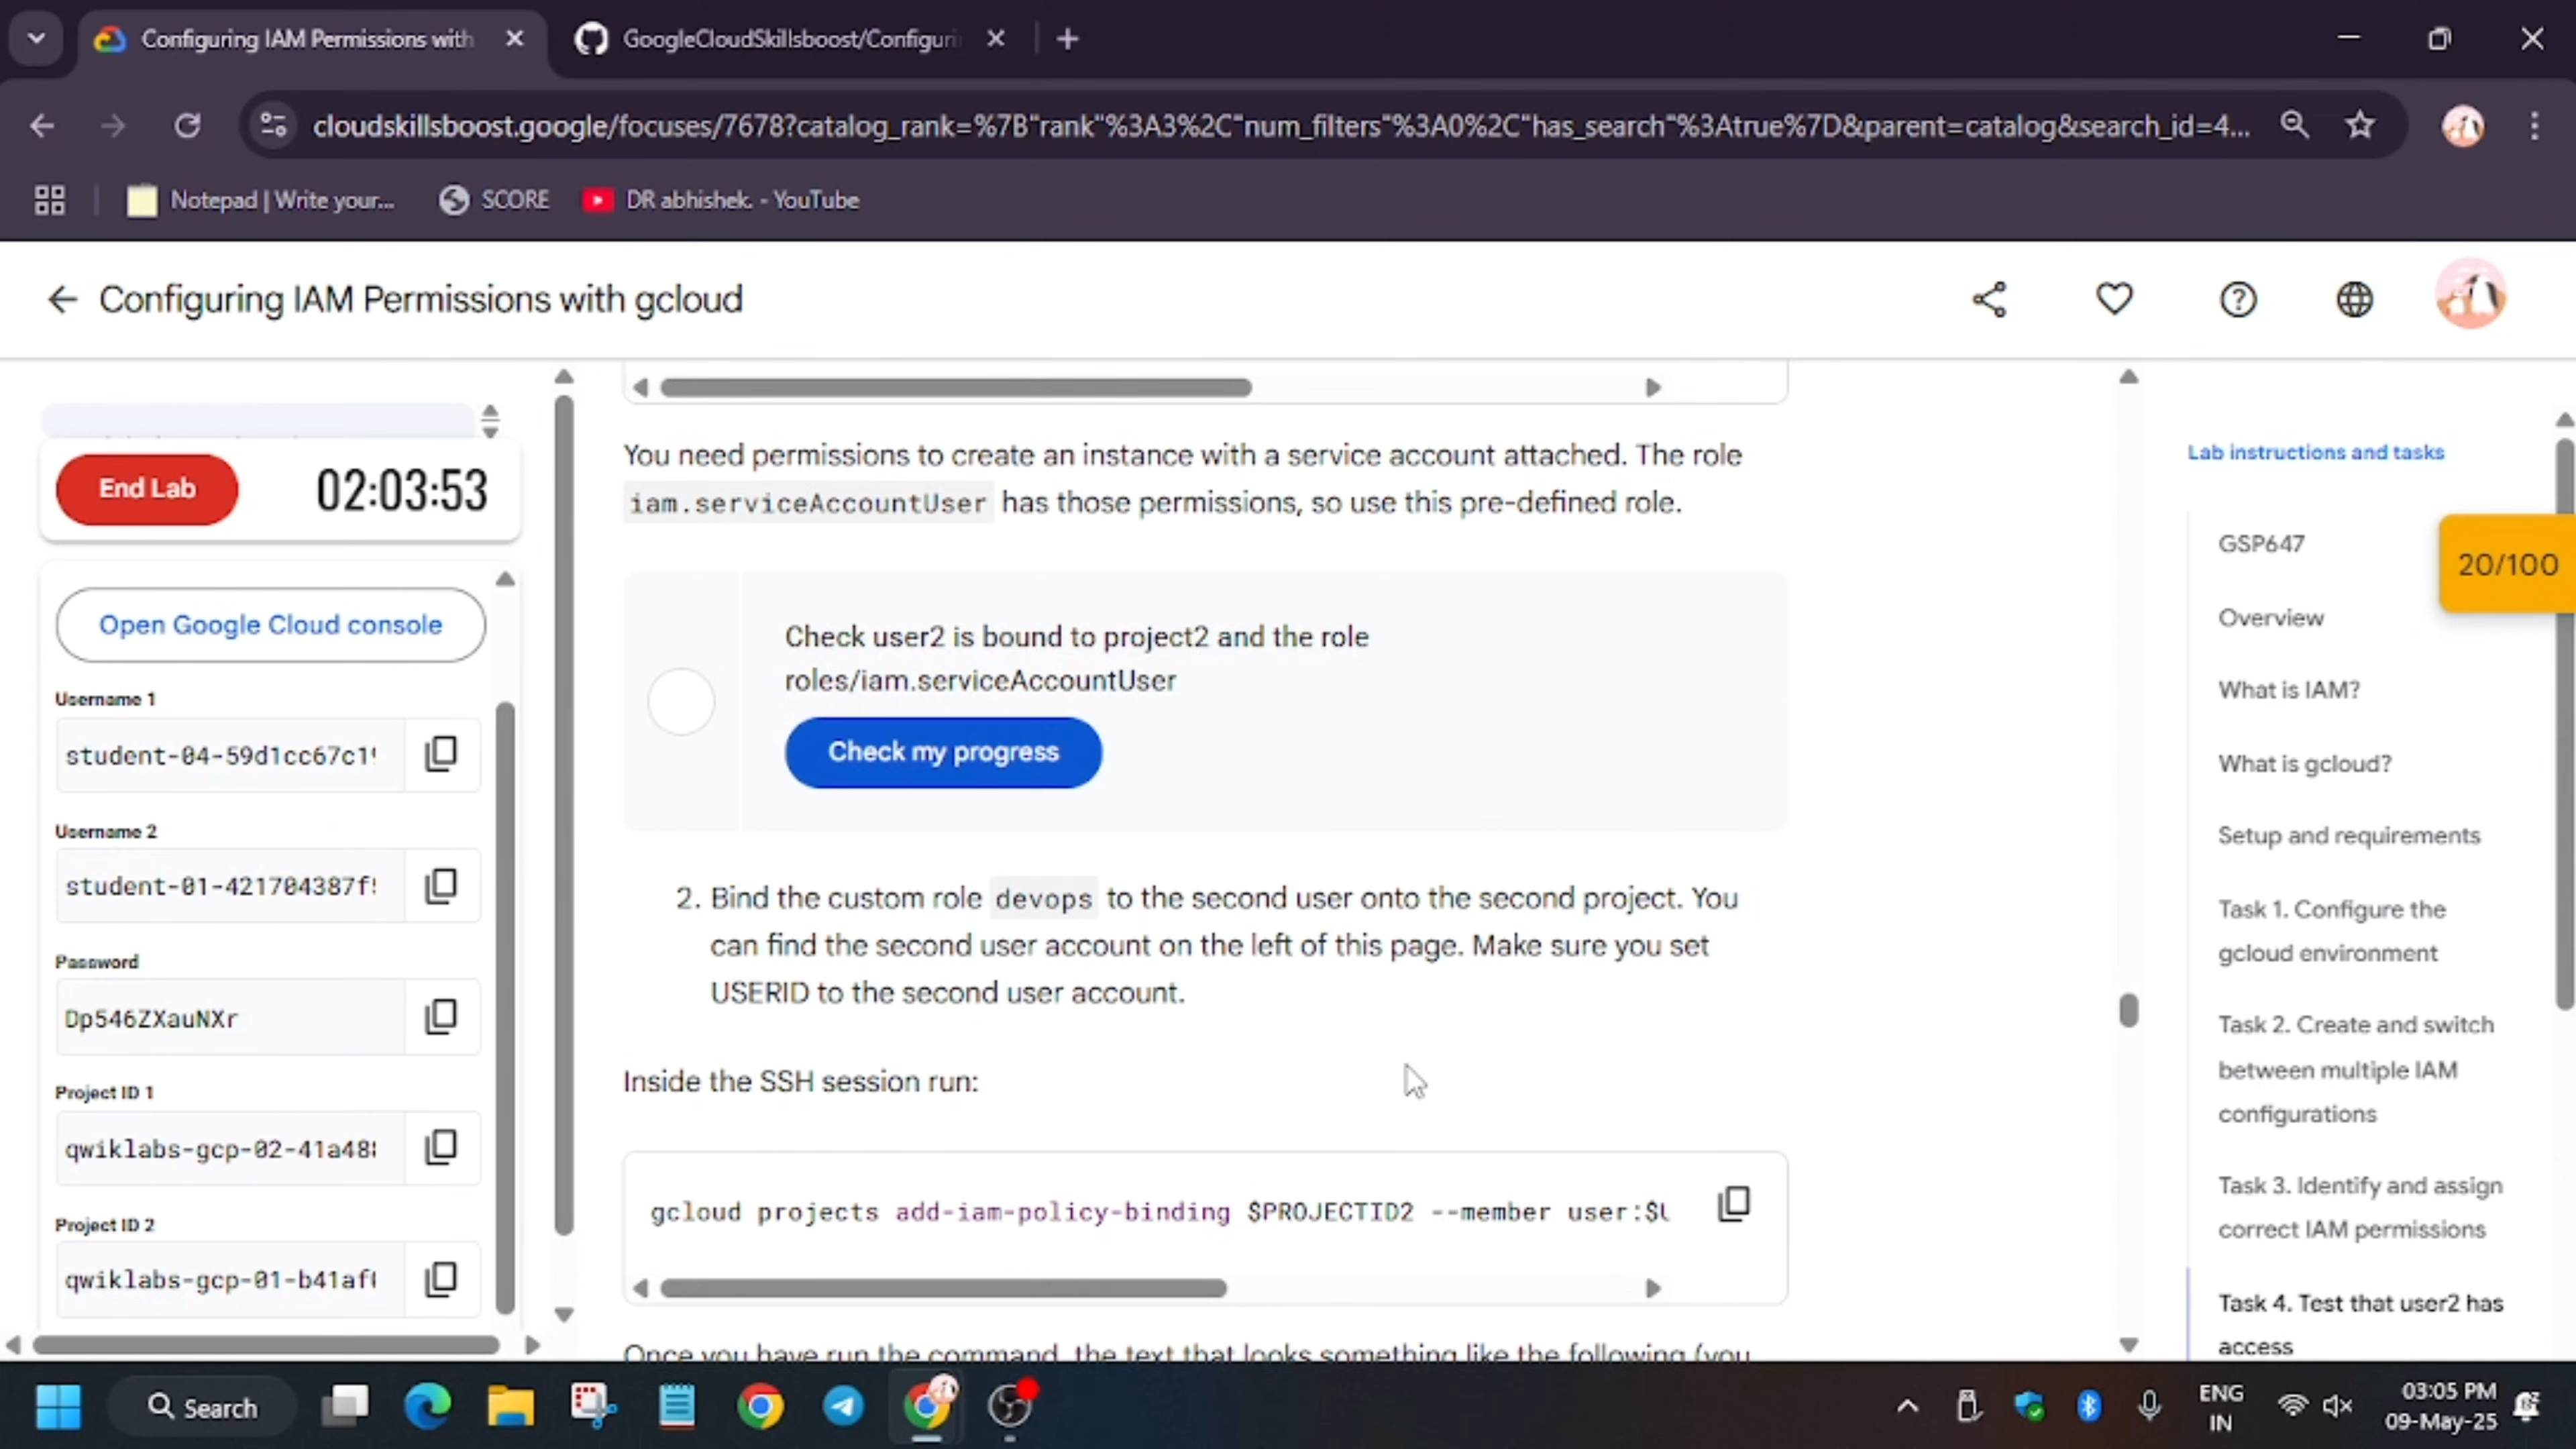 Configuring IAM Permissions with
GoogleCloudSkillsboost/Configuri
cloudskillsboost.google/focuses/7678?catalog_rank=%7B"rank"%3A3%2C"num_filters"%3A0%2C"has_search"%3Atrue%7D&parent=catalog&search_id=4...
Notepad | Write your...
SCORE
DR abhishek. - YouTube
Configuring IAM Permissions with gcloud
End Lab
02:03:53
Open Google Cloud console
Username 1
student-04-59d1cc67c1
Username 2
student-01-421704387f
Password
Dp546ZXauNXr
Project ID 1
qwiklabs-gcp-02-41a48
Project ID 2
qwiklabs-gcp-01-b41af
You need permissions to create an instance with a service account attached. The role
iam.serviceAccountUser has those permissions, so use this pre-defined role.
Check user2 is bound to project2 and the role
roles/iam.serviceAccountUser
Check my progress
2. Bind the custom role devops to the second user onto the second project. You
can find the second user account on the left of this page. Make sure you set
USERID to the second user account.
Inside the SSH session run:
gcloud projects add-iam-policy-binding $PROJECTID2 --member user:$U
Once you have run the command, the text that looks something like the following (you
Lab instructions and tasks
GSP647
20/100
Overview
What is IAM?
What is gcloud?
Setup and requirements
Task 1. Configure the
gcloud environment
Task 2. Create and switch
between multiple IAM
configurations
Task 3. Identify and assign
correct IAM permissions
Task 4. Test that user2 has
access
Search
ENG
IN
03:05 PM
09-May-25